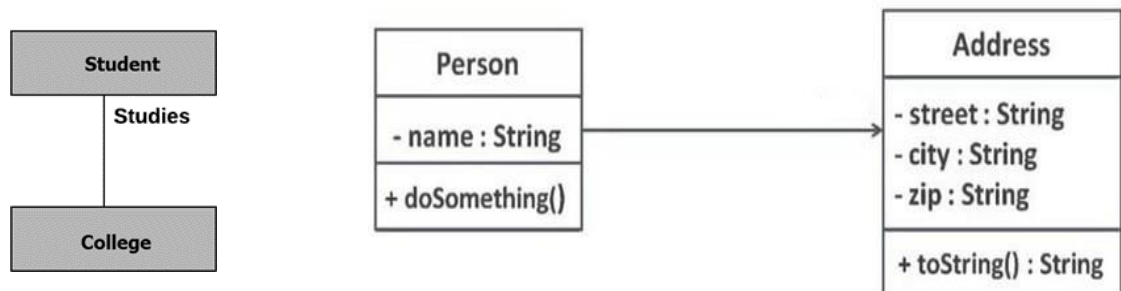 Student
Studies
College
Person
- name : String
+ doSomething()
Address
- street : String
- city : String
- zip : String
+ toString() : String